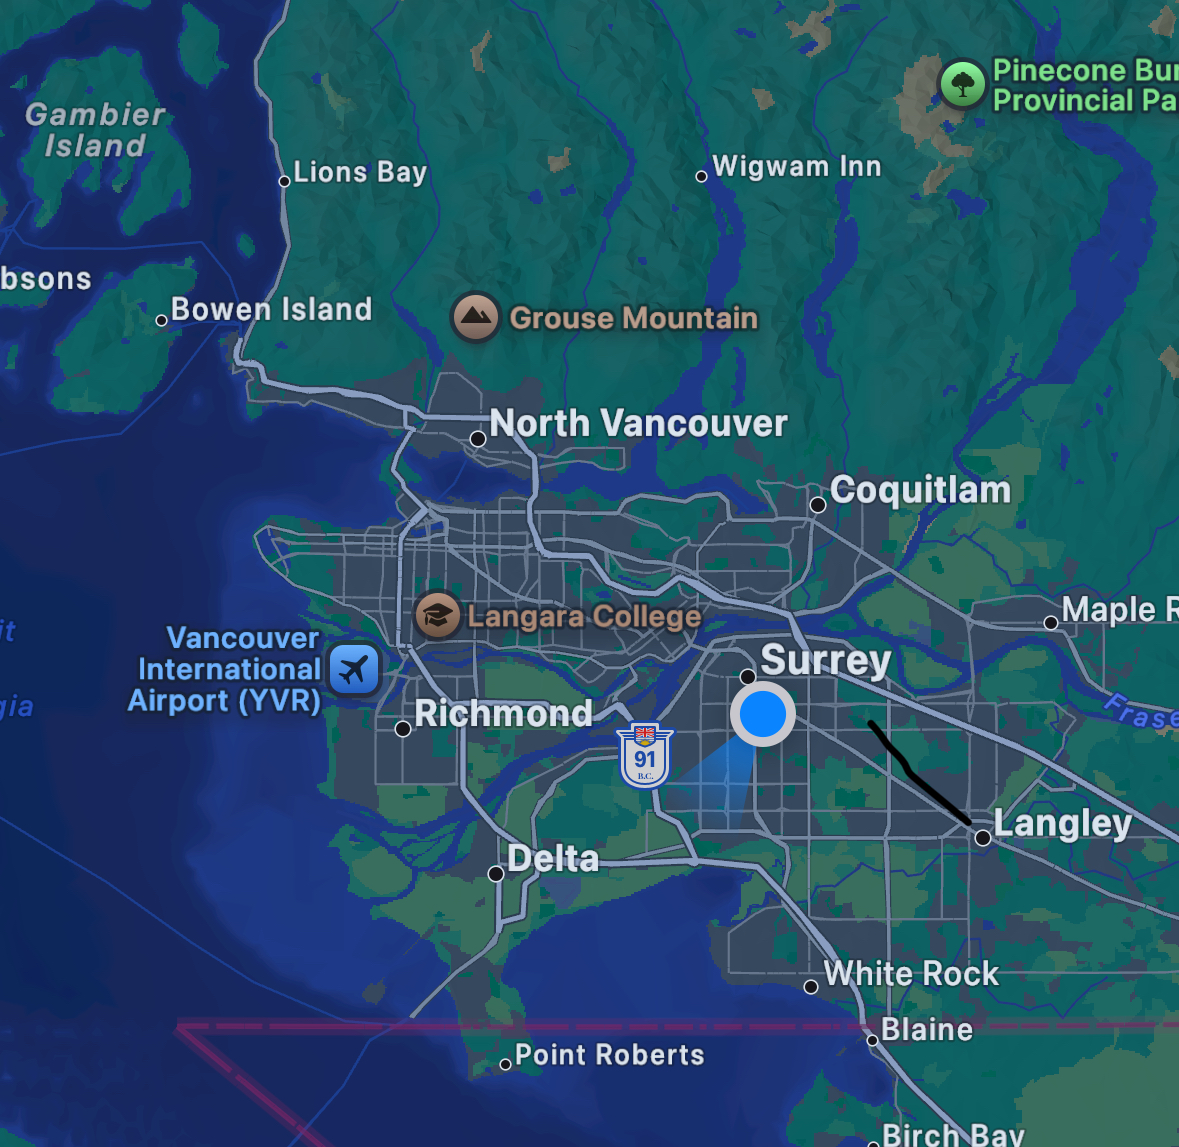 Pinecone Bur
Provincial Pa
Gambier
Island
Lions Bay
Wigwam Inn
bsons
Bowen Island
Grouse Mountain
North Vancouver
Coquitlam
Maple R
Langara College
it
gia
Vancouver
International
Airport (YVR)
Surrey
Richmond
Frase
91
B.C.
Langley
Delta
White Rock
Blaine
Point Roberts
Birch Bay